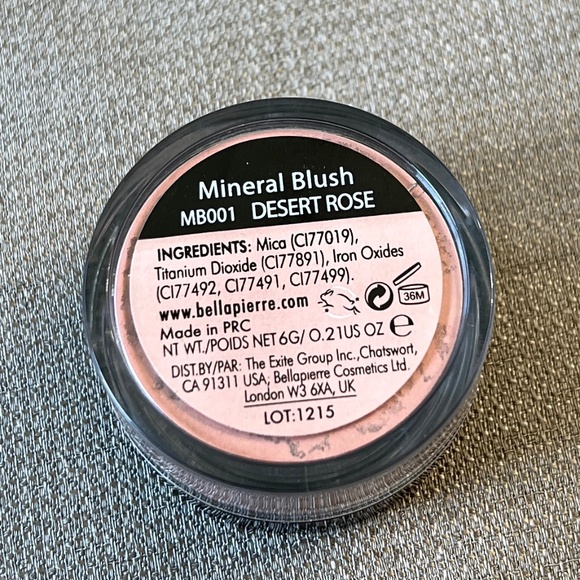 Mineral Blush
MB001 DESERT ROSE
INGREDIENTS: Mica (CI77019),
Titanium Dioxide (CI77891), Iron Oxides
(CI77492, CI77491, CI77499).
www.bellapierre.com
36M
Made in PRC
NT WT./POIDS NET6G/ 0.21US OZ ℮
DIST.BY/PAR: The Exite Group Inc.,Chatswort,
CA 91311 USA; Bellapierre Cosmetics Ltd.
London W3 6XA, UK
LOT:1215